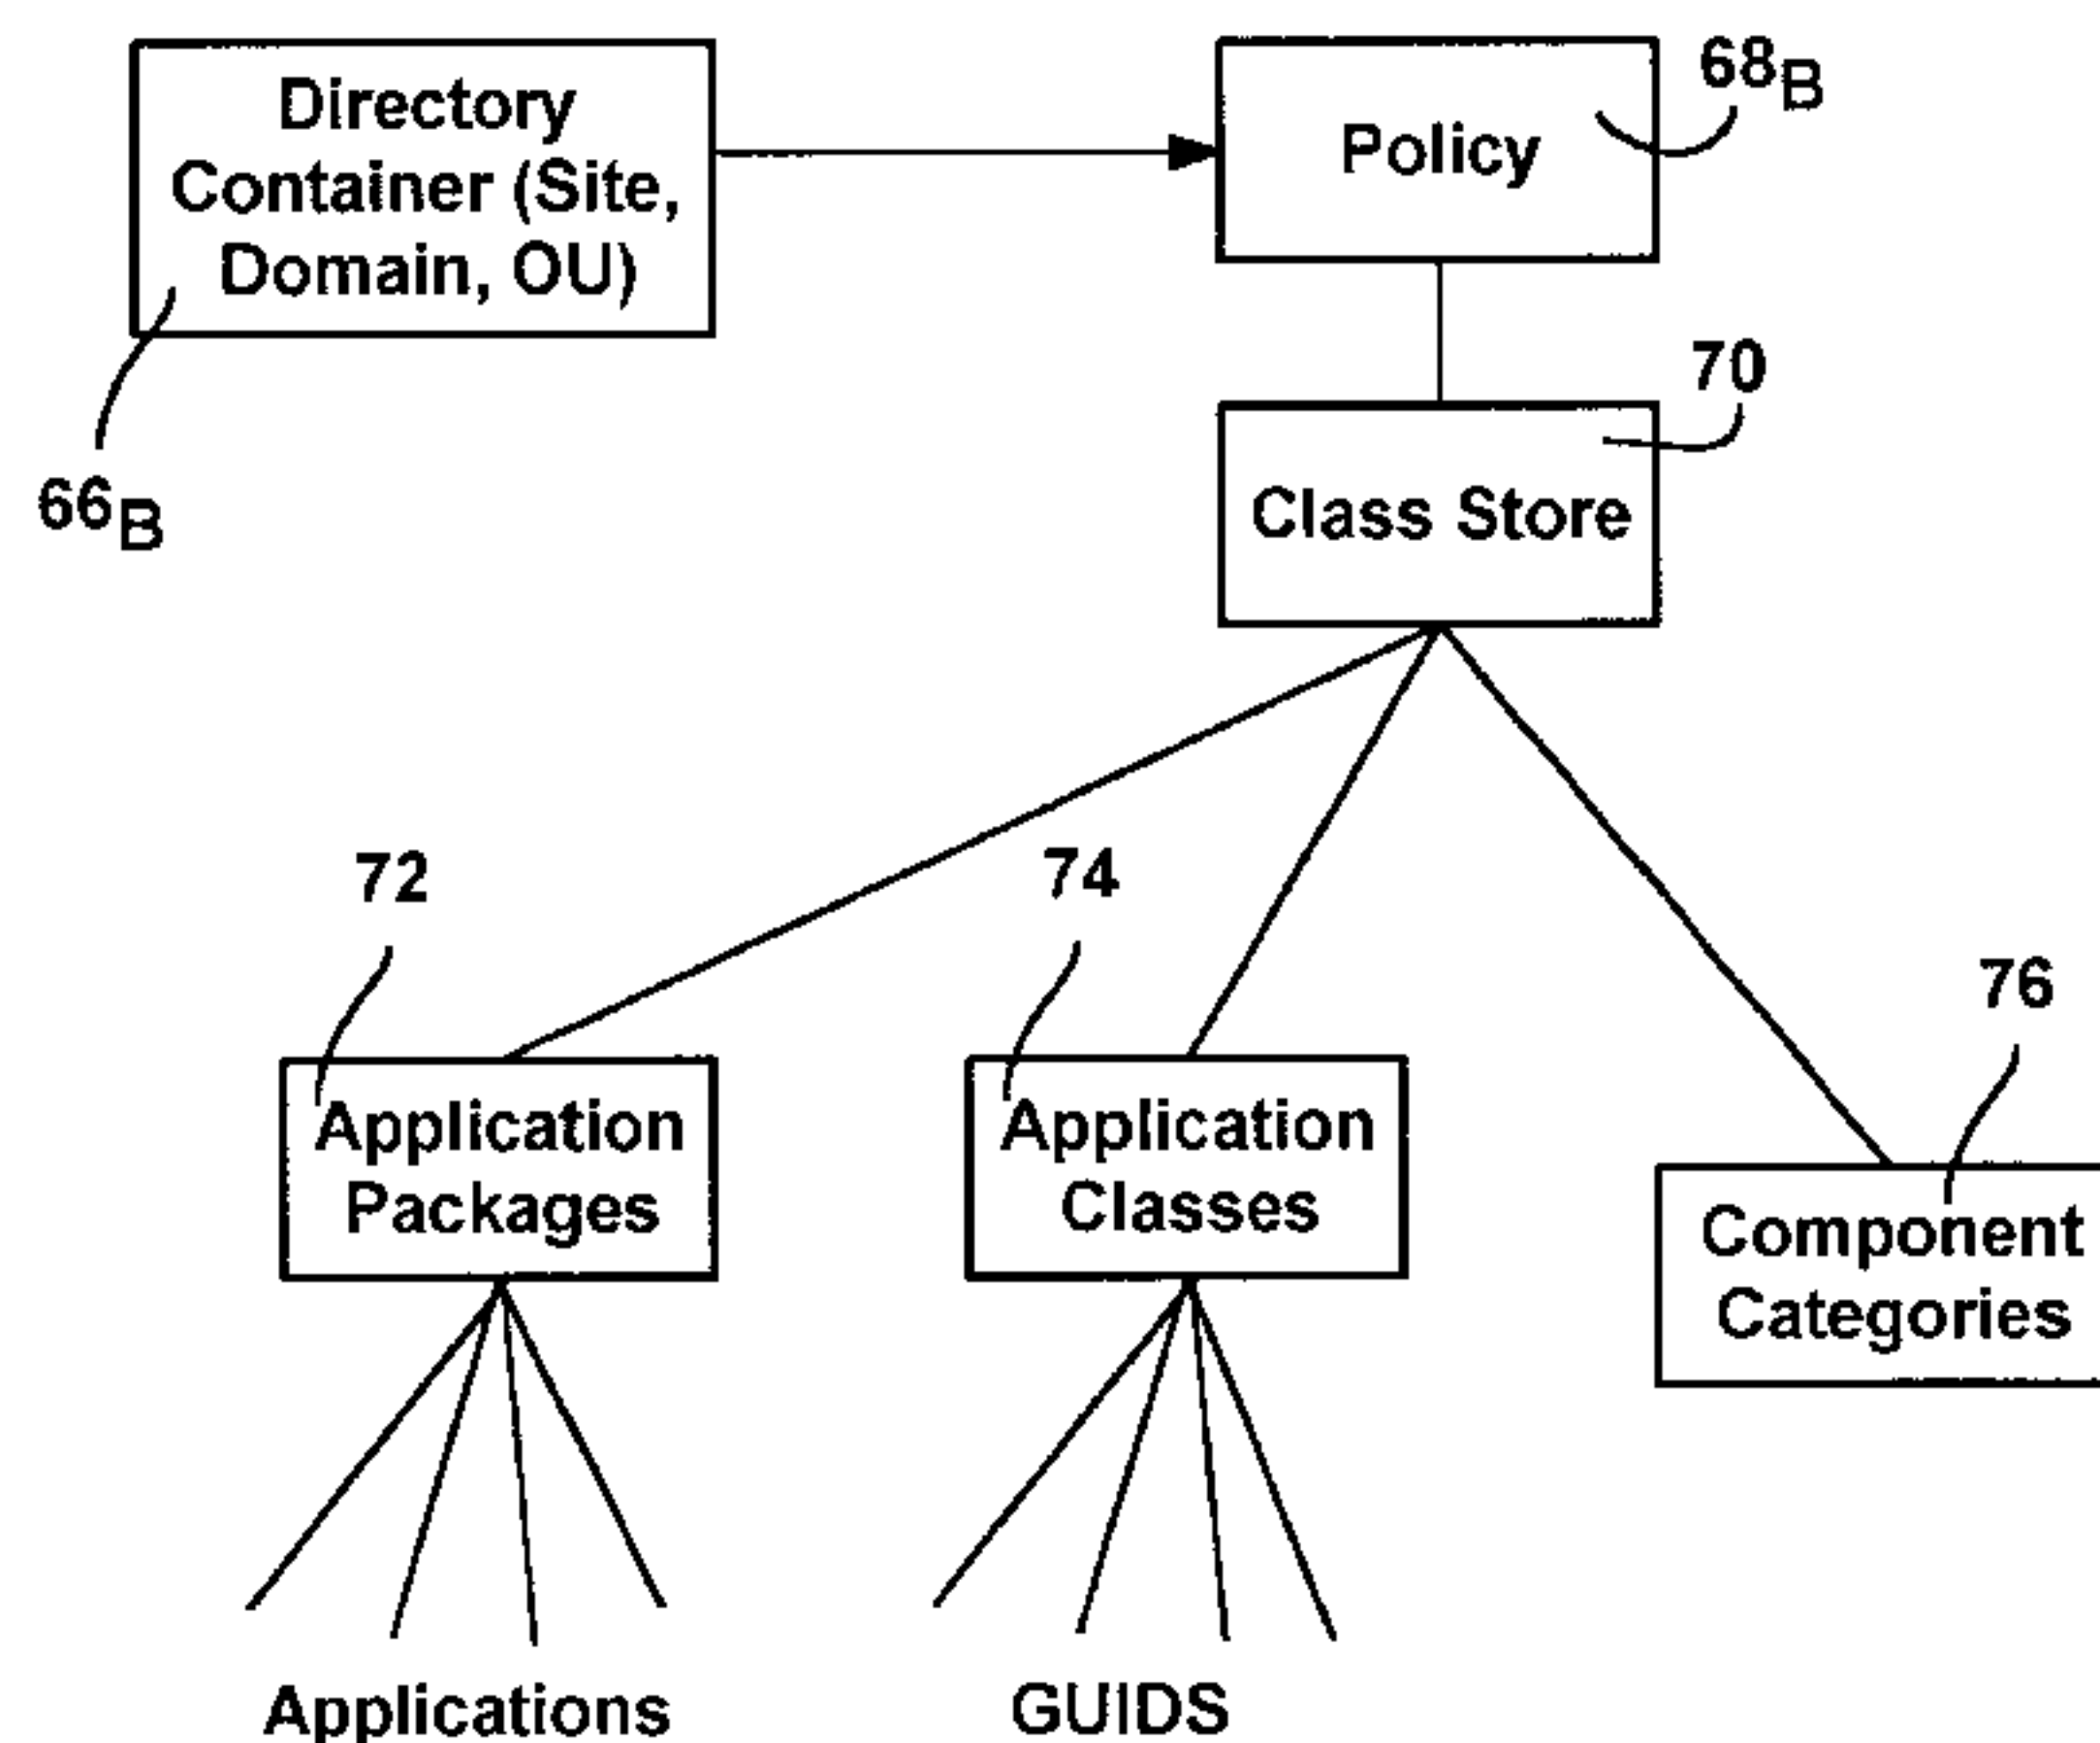 Directory
Container (Site,
Domain, OU)
66B
Policy
68B
70
Class Store
72
74
76
Application
Packages
Application
Classes
Component
Categories
Applications
GUIDS